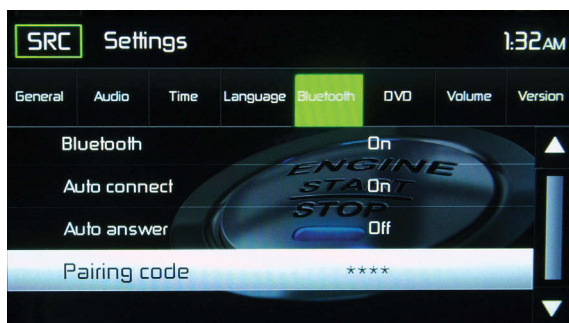 SRC Settings 1:32AM
General Audio Time Language Bluetooth DVD Volume Version
Bluetooth On
Auto connect On
Auto answer Off
Pairing code ****
ENGINE
START
STOP